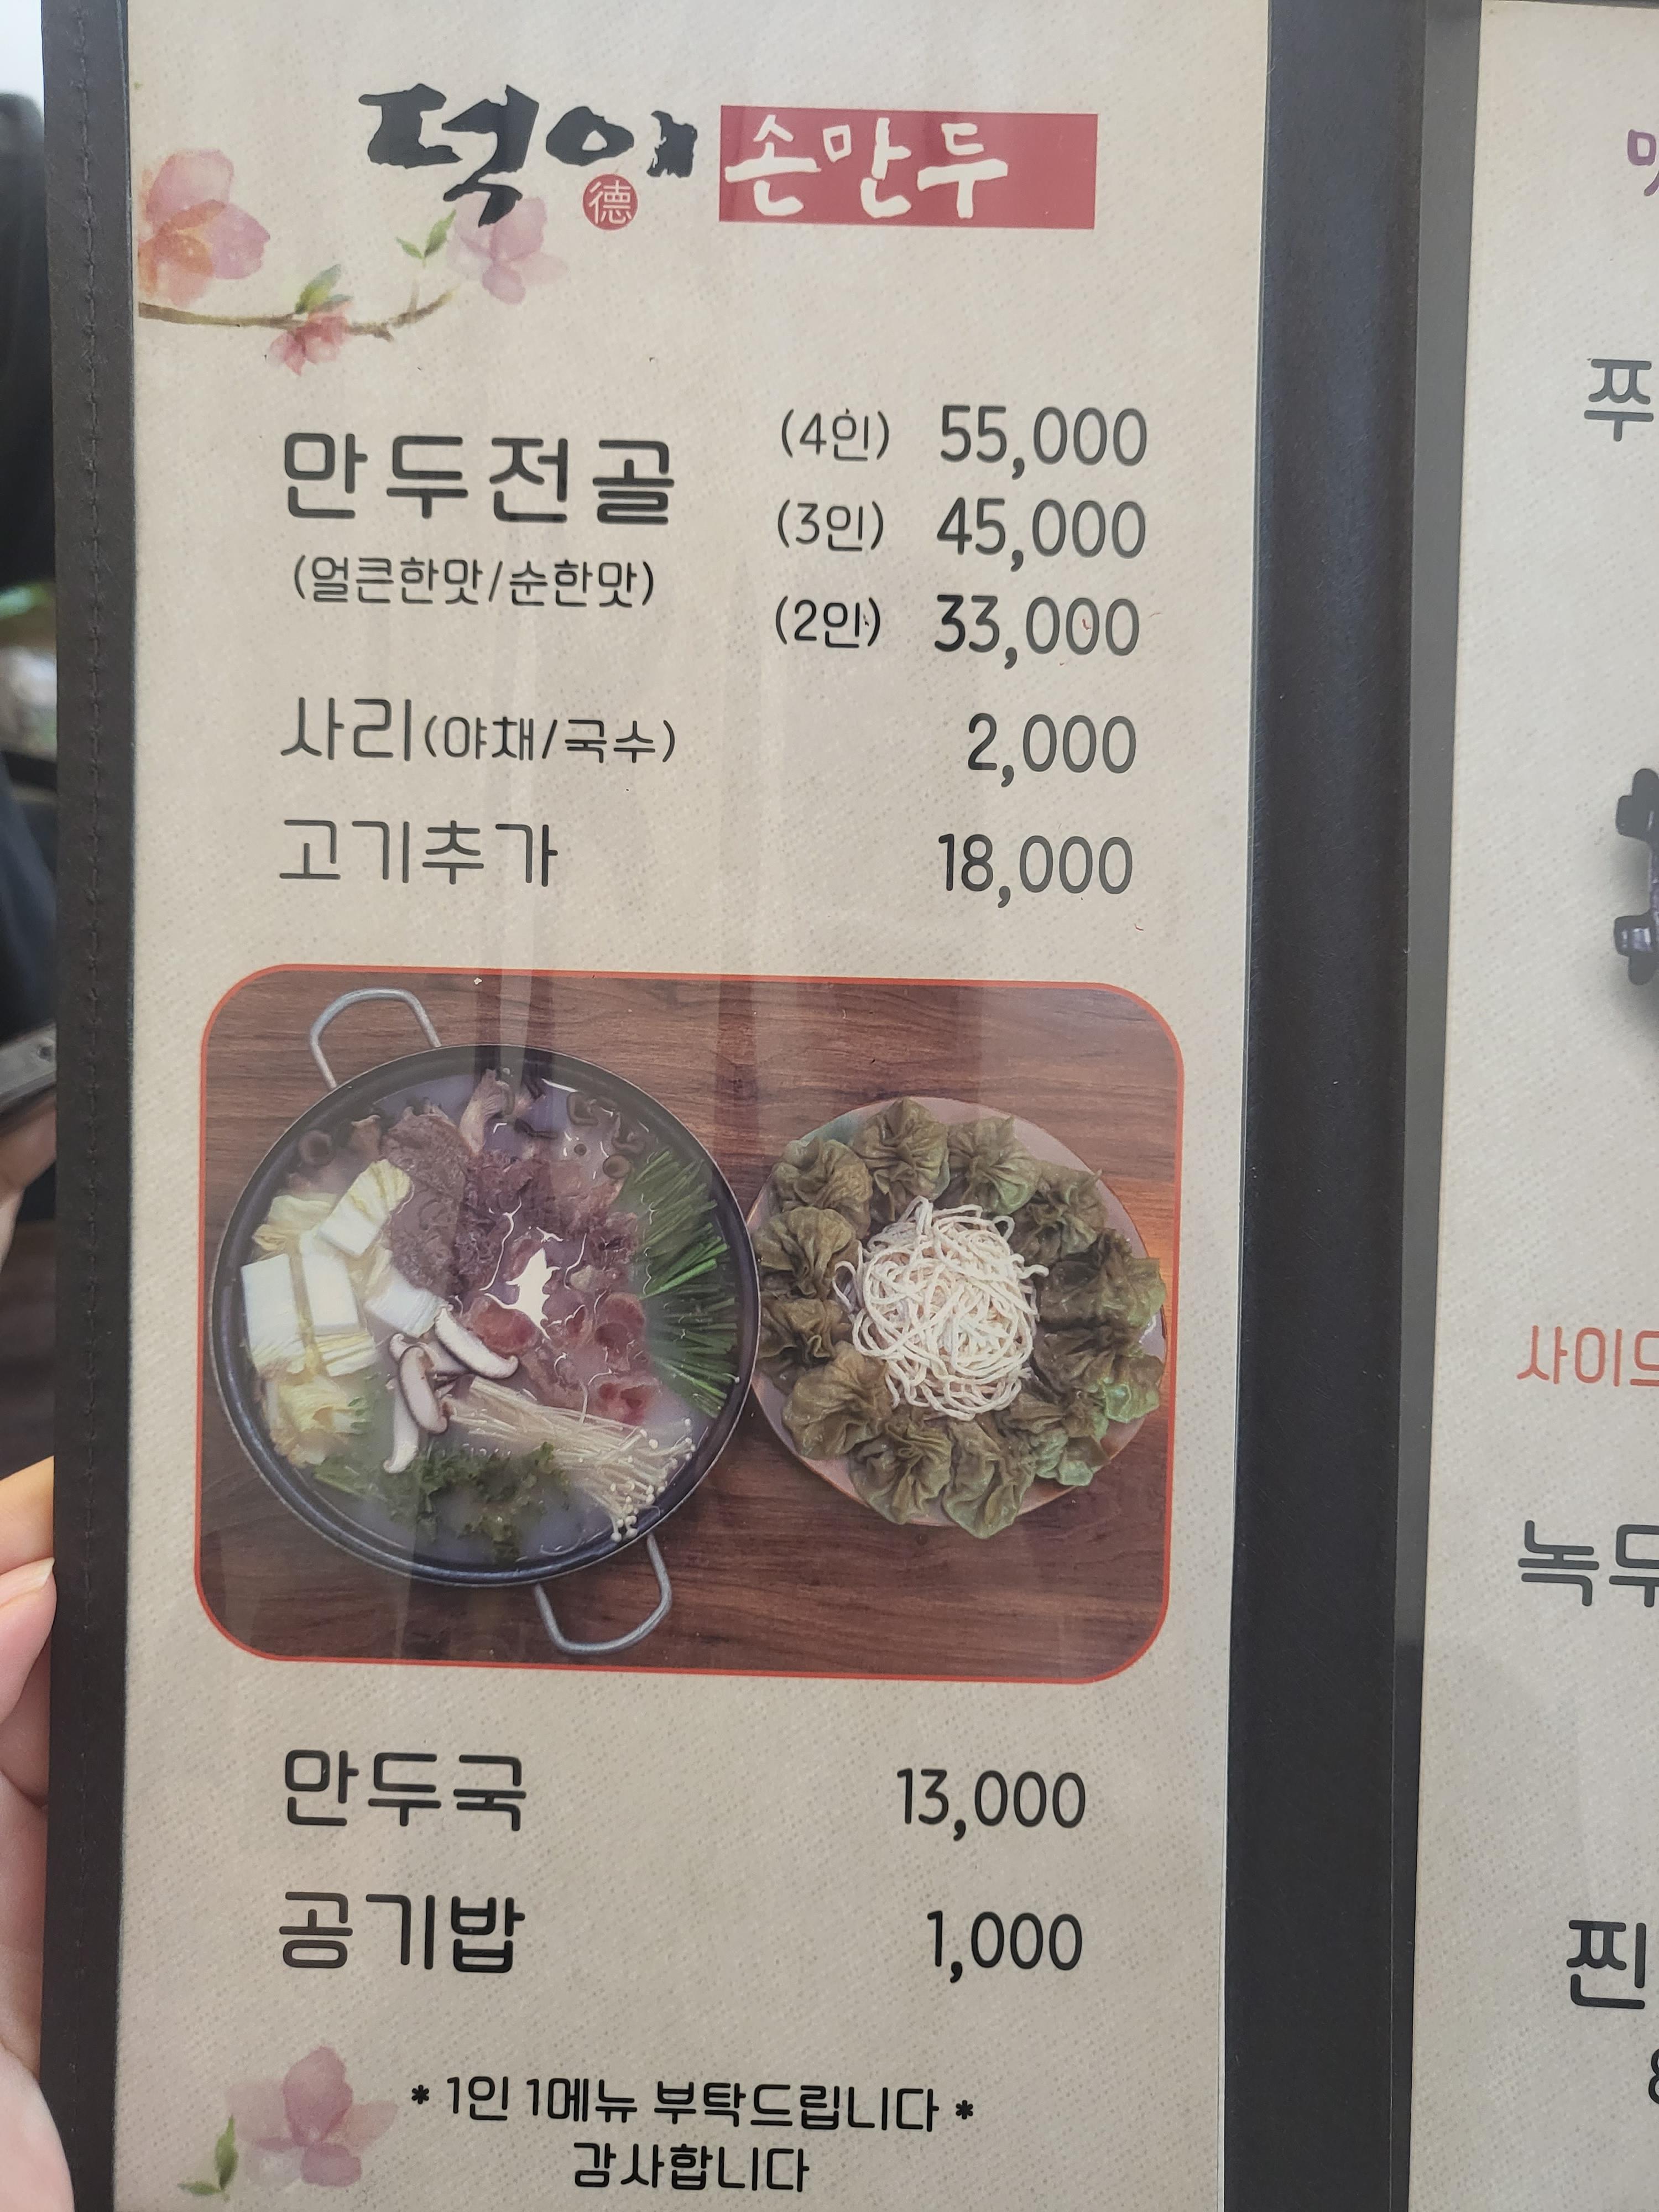 덕이 손만두
德
만두전골
(얼큰한맛/순한맛)
(4인) 55,000
(3인) 45,000
(2인) 33,000
사리(야채/국수) 2,000
고기추가 18,000
만두국 13,000
공기밥 1,000
* 1인 1메뉴 부탁드립니다 *
감사합니다
쭈
사이드
녹두
찐